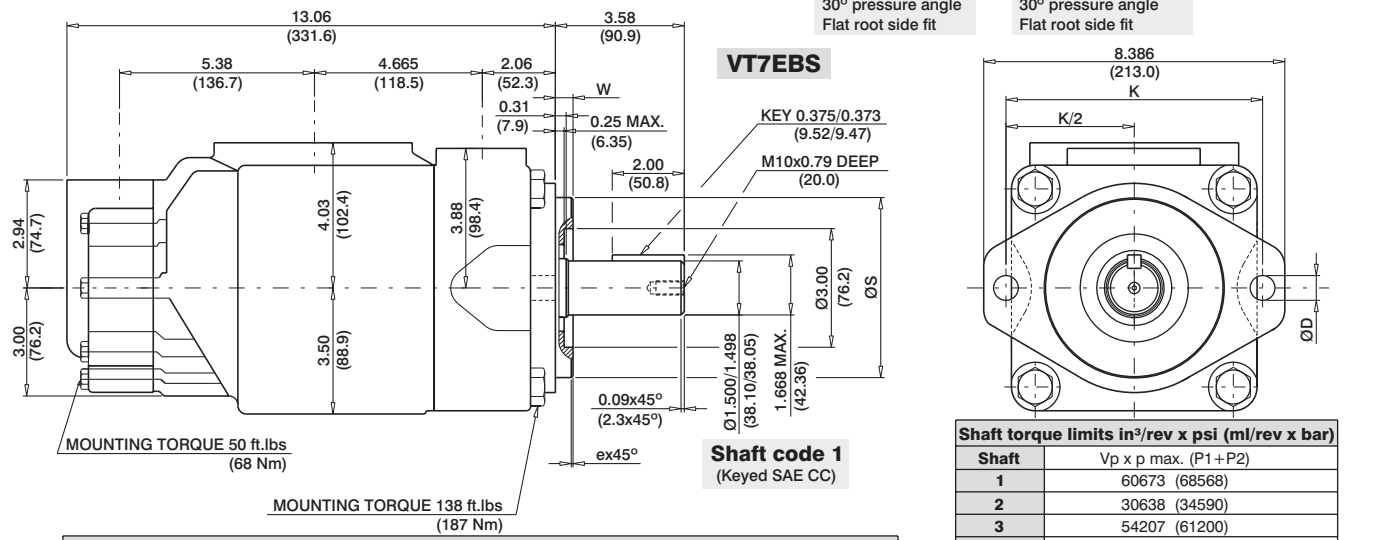 13.06
(331.6)
3.58
(90.9)
30º pressure angle
Flat root side fit
30º pressure angle
Flat root side fit
5.38
(136.7)
4.665
(118.5)
2.06
(52.3)
VT7EBS
8.386
(213.0)
W
K
0.31
(7.9)
0.25 MAX.
(6.35)
KEY 0.375/0.373
(9.52/9.47)
K/2
2.00
(50.8)
M10x0.79 DEEP
(20.0)
2.94
(74.7)
4.03
(102.4)
3.88
(98.4)
Ø3.00
(76.2)
ØS
ØD
3.00
(76.2)
3.50
(88.9)
Ø1.500/1.498
(38.10/38.05)
1.668 MAX.
(42.36)
0.09x45º
(2.3x45º)
MOUNTING TORQUE 50 ft.lbs
(68 Nm)
ex45º
Shaft code 1
(Keyed SAE CC)
MOUNTING TORQUE 138 ft.lbs
(187 Nm)
Shaft torque limits in³/rev x psi (ml/rev x bar)
Shaft Vp x p max. (P1+P2)
1 60673 (68568)
2 30638 (34590)
3 54207 (61200)